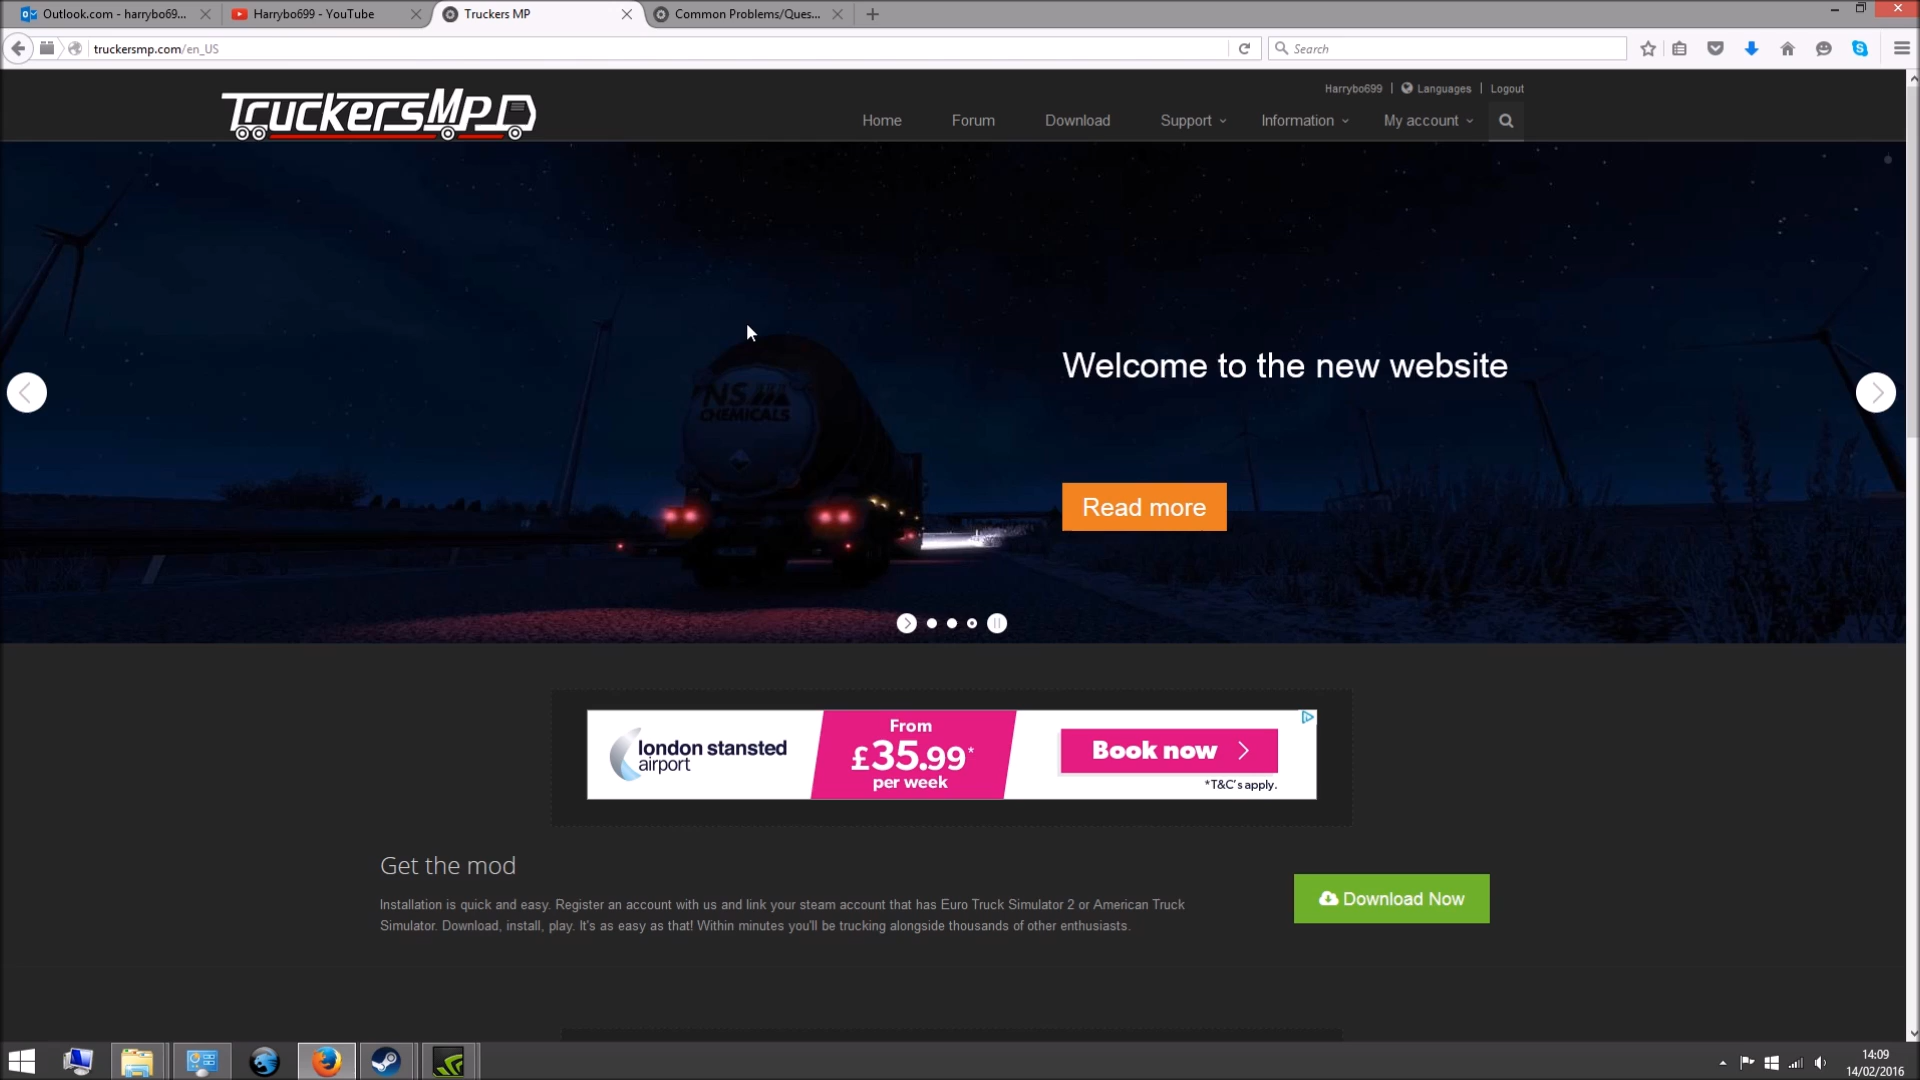 Outlook.com - harrybo69...
Harrybo699 - YouTube
Truckers MP
Common Problems/Ques...
truckersmp.com/en_US
Search
TruckersMP
Harrybo699 | Languages | Logout
Home
Forum
Download
Support
Information
My account
NS
CHEMICALS
Welcome to the new website
Read more
london stansted
airport
From
£35.99*
per week
Book now
*T&C's apply.
Get the mod
Installation is quick and easy. Register an account with us and link your steam account that has Euro Truck Simulator 2 or American Truck
Simulator. Download, install, play. It's as easy as that! Within minutes you'll be trucking alongside thousands of other enthusiasts.
Download Now
14:09
14/02/2016